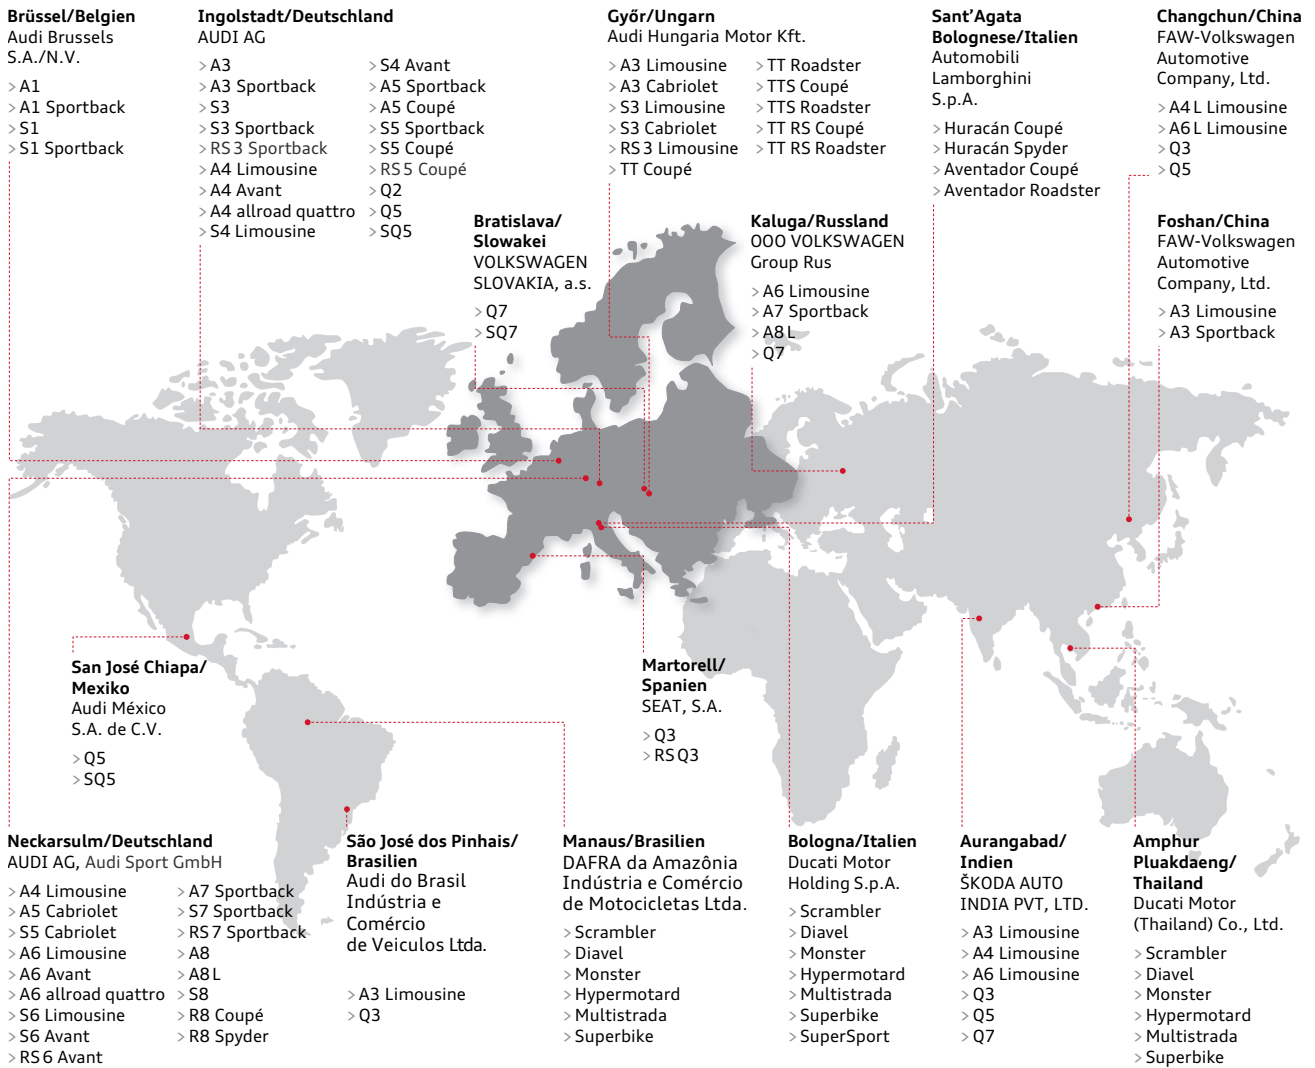 Brüssel/Belgien
Audi Brussels
S.A./N.V.
> A1
> A1 Sportback
> S1
> S1 Sportback
Ingolstadt/Deutschland
AUDI AG
> A3
> A3 Sportback
> S3
> S3 Sportback
> RS 3 Sportback
> A4 Limousine
> A4 Avant
> A4 allroad quattro
> S4 Limousine
> S4 Avant
> A5 Sportback
> A5 Coupé
> S5 Sportback
> S5 Coupé
> RS 5 Coupé
> Q2
> Q5
> SQ5
Bratislava/
Slowakei
VOLKSWAGEN
SLOVAKIA, a.s.
> Q7
> SQ7
Győr/Ungarn
Audi Hungaria Motor Kft.
> A3 Limousine
> A3 Cabriolet
> S3 Limousine
> S3 Cabriolet
> RS 3 Limousine
> TT Coupé
> TT Roadster
> TTS Coupé
> TTS Roadster
> TT RS Coupé
> TT RS Roadster
Kaluga/Russland
OOO VOLKSWAGEN
Group Rus
> A6 Limousine
> A7 Sportback
> A8 L
> Q7
Sant’Agata
Bolognese/Italien
Automobili
Lamborghini
S.p.A.
> Huracán Coupé
> Huracán Spyder
> Aventador Coupé
> Aventador Roadster
Changchun/China
FAW-Volkswagen
Automotive
Company, Ltd.
> A4 L Limousine
> A6 L Limousine
> Q3
> Q5
Foshan/China
FAW-Volkswagen
Automotive
Company, Ltd.
> A3 Limousine
> A3 Sportback
San José Chiapa/
Mexiko
Audi México
S.A. de C.V.
> Q5
> SQ5
Martorell/
Spanien
SEAT, S.A.
> Q3
> RS Q3
Neckarsulm/Deutschland
AUDI AG, Audi Sport GmbH
> A4 Limousine
> A5 Cabriolet
> S5 Cabriolet
> A6 Limousine
> A6 Avant
> A6 allroad quattro
> S6 Limousine
> S6 Avant
> RS 6 Avant
> A7 Sportback
> S7 Sportback
> RS 7 Sportback
> A8
> A8 L
> S8
> R8 Coupé
> R8 Spyder
São José dos Pinhais/
Brasilien
Audi do Brasil
Indústria e
Comércio
de Veiculos Ltda.
> A3 Limousine
> Q3
Manaus/Brasilien
DAFRA da Amazônia
Indústria e Comércio
de Motocicletas Ltda.
> Scrambler
> Diavel
> Monster
> Hypermotard
> Multistrada
> Superbike
Bologna/Italien
Ducati Motor
Holding S.p.A.
> Scrambler
> Diavel
> Monster
> Hypermotard
> Multistrada
> Superbike
> SuperSport
Aurangabad/
Indien
ŠKODA AUTO
INDIA PVT, LTD.
> A3 Limousine
> A4 Limousine
> A6 Limousine
> Q3
> Q5
> Q7
Amphur
Pluakdaeng/
Thailand
Ducati Motor
(Thailand) Co., Ltd.
> Scrambler
> Diavel
> Monster
> Hypermotard
> Multistrada
> Superbike